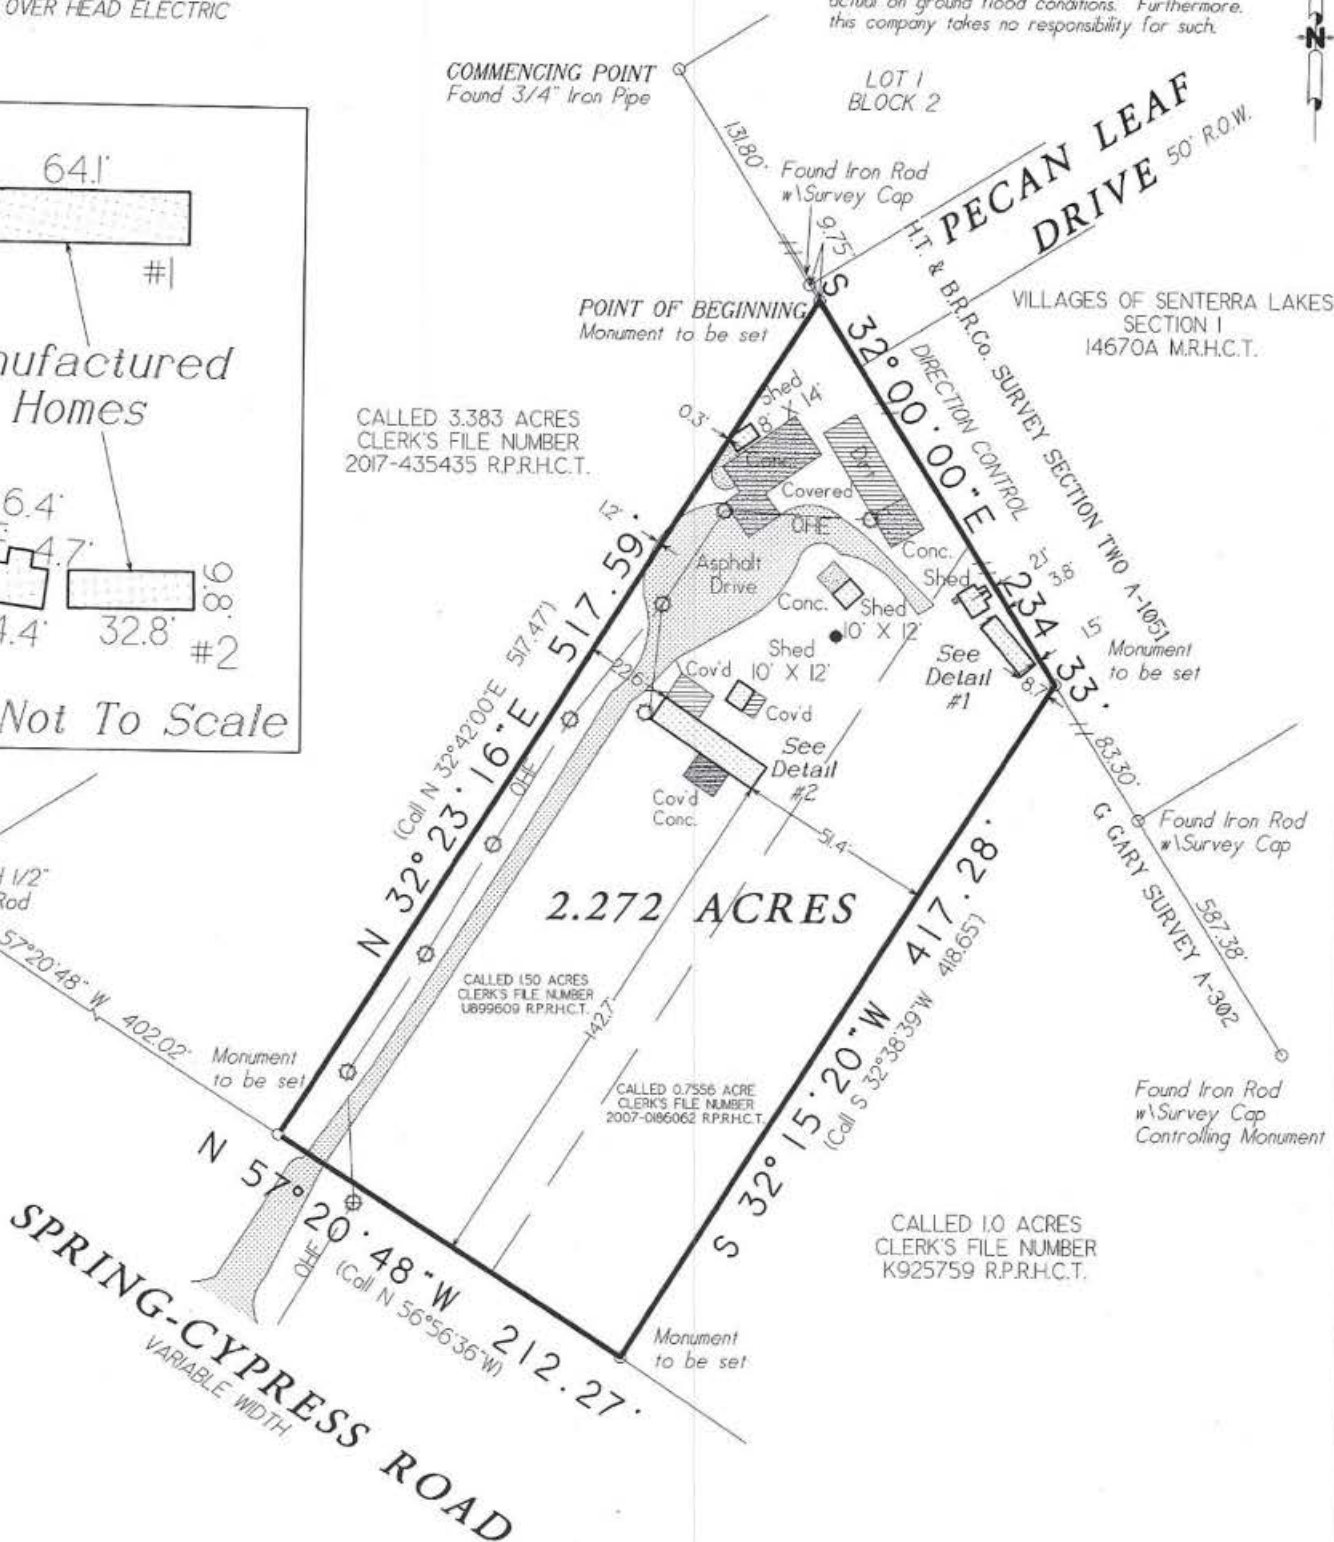 OVER HEAD ELECTRIC
actual on ground flood conditions. Furthermore,
this company takes no responsibility for such.
N
COMMENCING POINT
Found 3/4" Iron Pipe
LOT 1
BLOCK 2
131.80'
Found Iron Rod
w\Survey Cap
9.75'
PECAN LEAF
DRIVE 50' R.O.W.
H.T. & B.R.R.Co. SURVEY SECTION TWO A-1051
VILLAGES OF SENTERRA LAKES
SECTION 1
14670A M.R.H.C.T.
POINT OF BEGINNING
Monument to be set
S 32°00'00"E 234.33'
DIRECTION CONTROL
64.1'
#1
Homes
6.4'
4.7'
32.8'
8.6
#2
Not To Scale
CALLED 3.383 ACRES
CLERK'S FILE NUMBER
2017-435435 R.P.R.H.C.T.
0.3'
Shed
8' X 14'
Conc.
Covered
Dirt
OHE
Conc.
1.2'
Asphalt
Drive
Conc.
Shed
10' X 12'
Shed
2.1'
3.8'
1.5'
Monument
to be set
See
Detail
#1
8.7'
N 32°23'16"E 517.59'
(Call N 32°42'00"E 517.47')
22.6'
Cov'd
Shed
10' X 12'
Cov'd
See
Detail
#2
Cov'd
Conc.
OHE
51.4'
83.30'
Found Iron Rod
w\Survey Cap
G GARY SURVEY A-302
587.38'
Found Iron Rod
w\Survey Cap
Controlling Monument
2.272 ACRES
S 32°15'20"W 417.28'
(Call S 32°38'39"W 418.65')
CALLED 1.50 ACRES
CLERK'S FILE NUMBER
U899609 R.P.R.H.C.T.
142.7'
CALLED 0.7556 ACRE
CLERK'S FILE NUMBER
2007-0186062 R.P.R.H.C.T.
1/2"
Rod
57°20'48" W 402.02'
Monument
to be set
N 57°20'48"W 212.27'
(Call N 56°56'36"W)
OHE
CALLED 1.0 ACRES
CLERK'S FILE NUMBER
K925759 R.P.R.H.C.T.
Monument
to be set
SPRING-CYPRESS ROAD
VARIABLE WIDTH